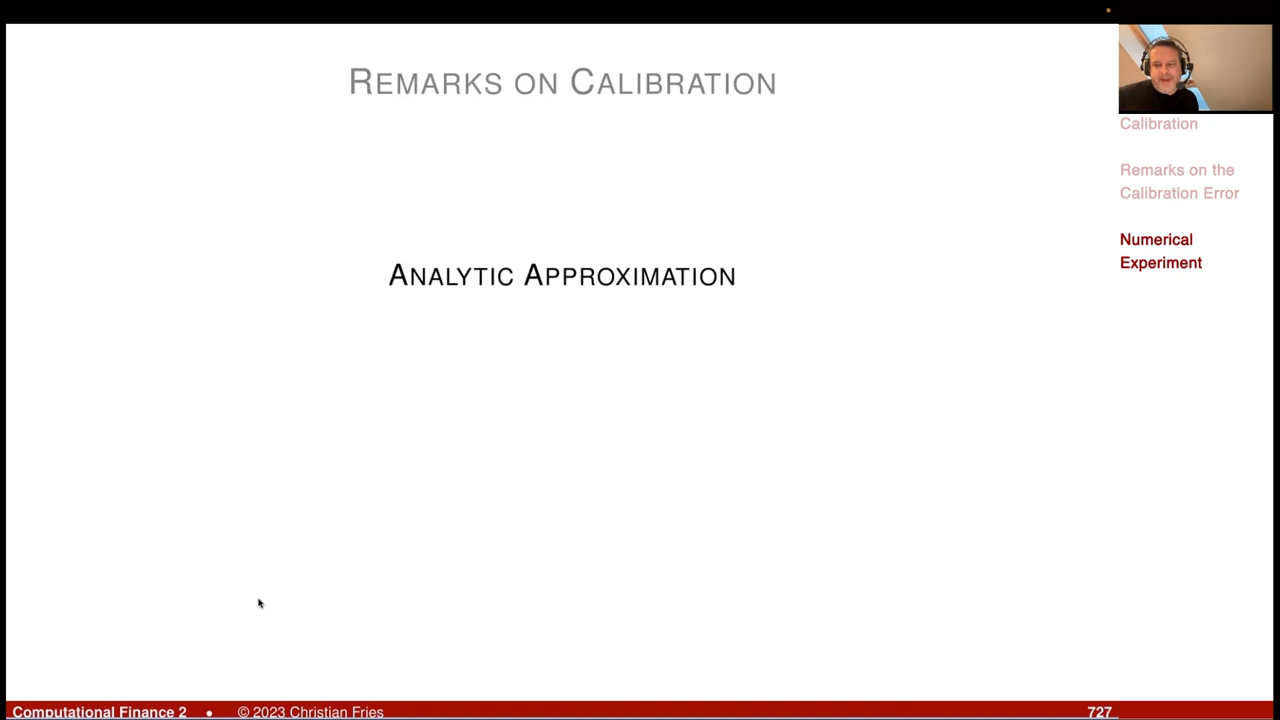 REMARKS ON CALIBRATION
Calibration
Remarks on the
Calibration Error
Numerical
Experiment
ANALYTIC APPROXIMATION
Computational Finance 2 • © 2023 Christian Fries 727